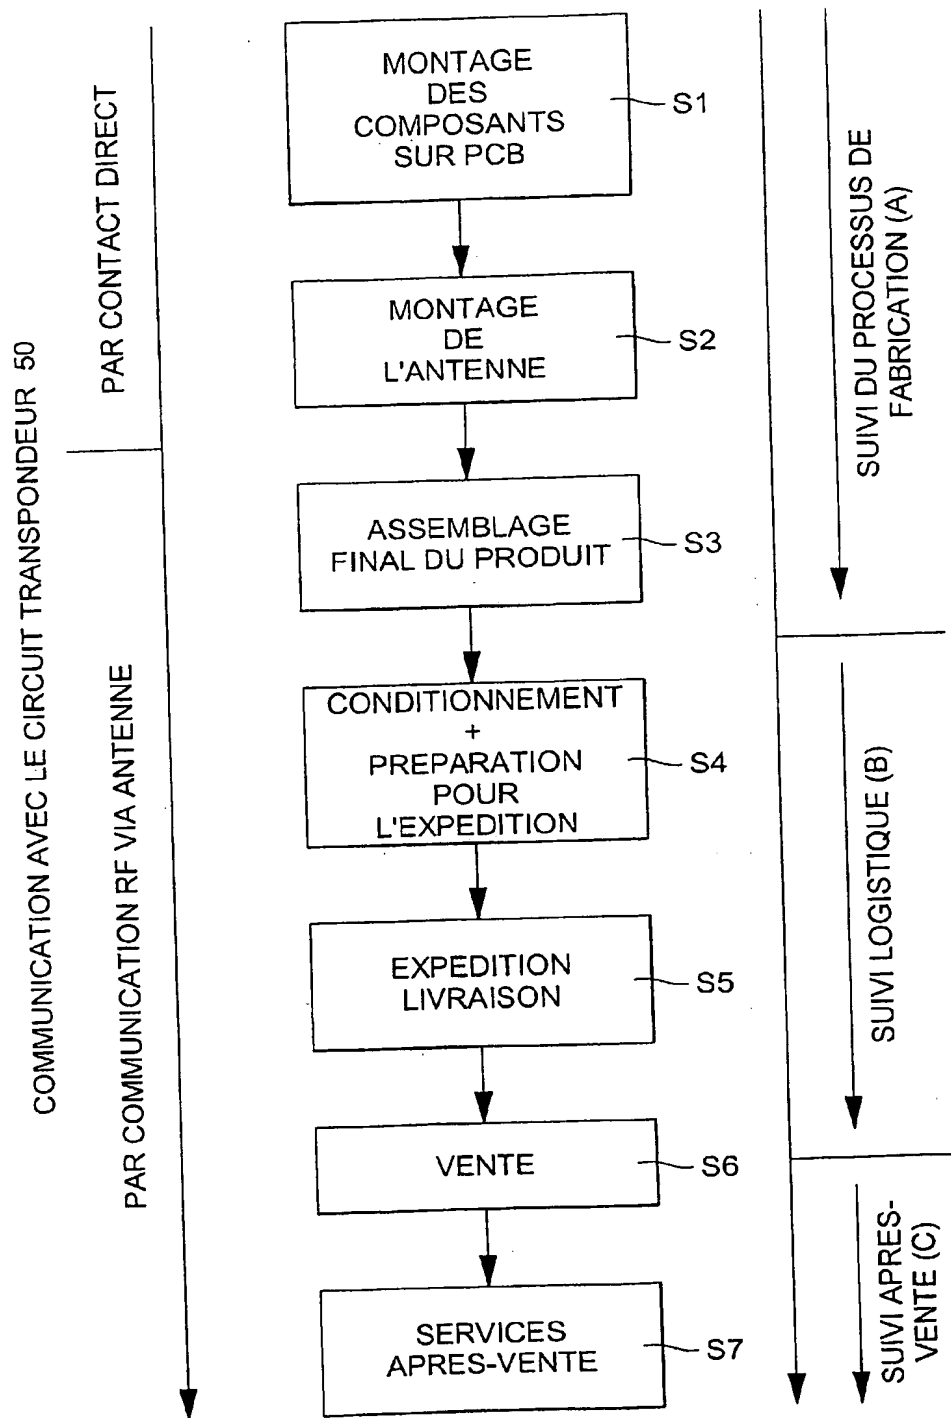 COMMUNICATION AVEC LE CIRCUIT TRANSPONDEUR 50
PAR CONTACT DIRECT
PAR COMMUNICATION RF VIA ANTENNE
MONTAGE
DES
COMPOSANTS
SUR PCB
S1
MONTAGE
DE
L'ANTENNE
S2
ASSEMBLAGE
FINAL DU PRODUIT
S3
CONDITIONNEMENT
+
PREPARATION
POUR
L'EXPEDITION
S4
EXPEDITION
LIVRAISON
S5
VENTE
S6
SERVICES
APRES-VENTE
S7
SUIVI DU PROCESSUS DE
FABRICATION (A)
SUIVI LOGISTIQUE (B)
SUIVI APRES-
VENTE (C)